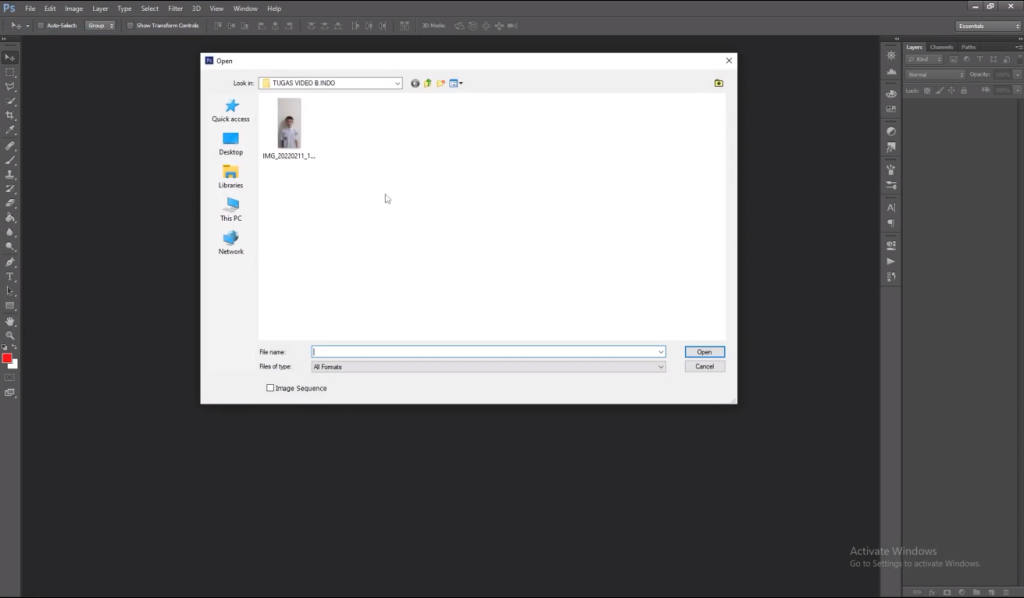 Ps File Edit Image Layer Type Select Filter 3D View Window Help
Auto-Select: Group Show Transform Controls 3D Mode: Essentials
Open
Look in: TUGAS VIDEO B.INDO
Quick access
Desktop
Libraries
This PC
Network
IMG_20220211_1...
File name:
Open
Files of type: All Formats
Cancel
Image Sequence
Layers Channels Paths
Kind
Normal Opacity:
Lock: Fill:
Activate Windows
Go to Settings to activate Windows.